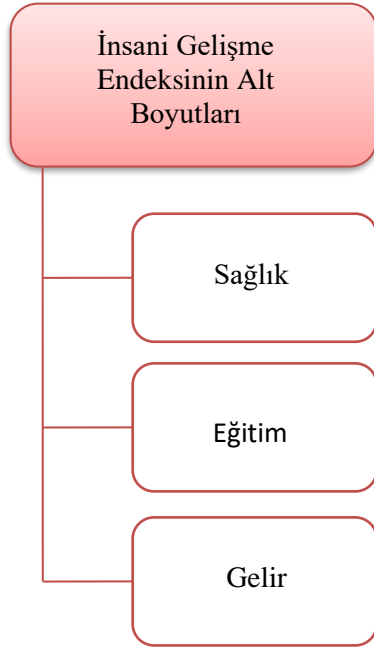 İnsani Gelişme
Endeksinin Alt
Boyutları
Sağlık
Eğitim
Gelir